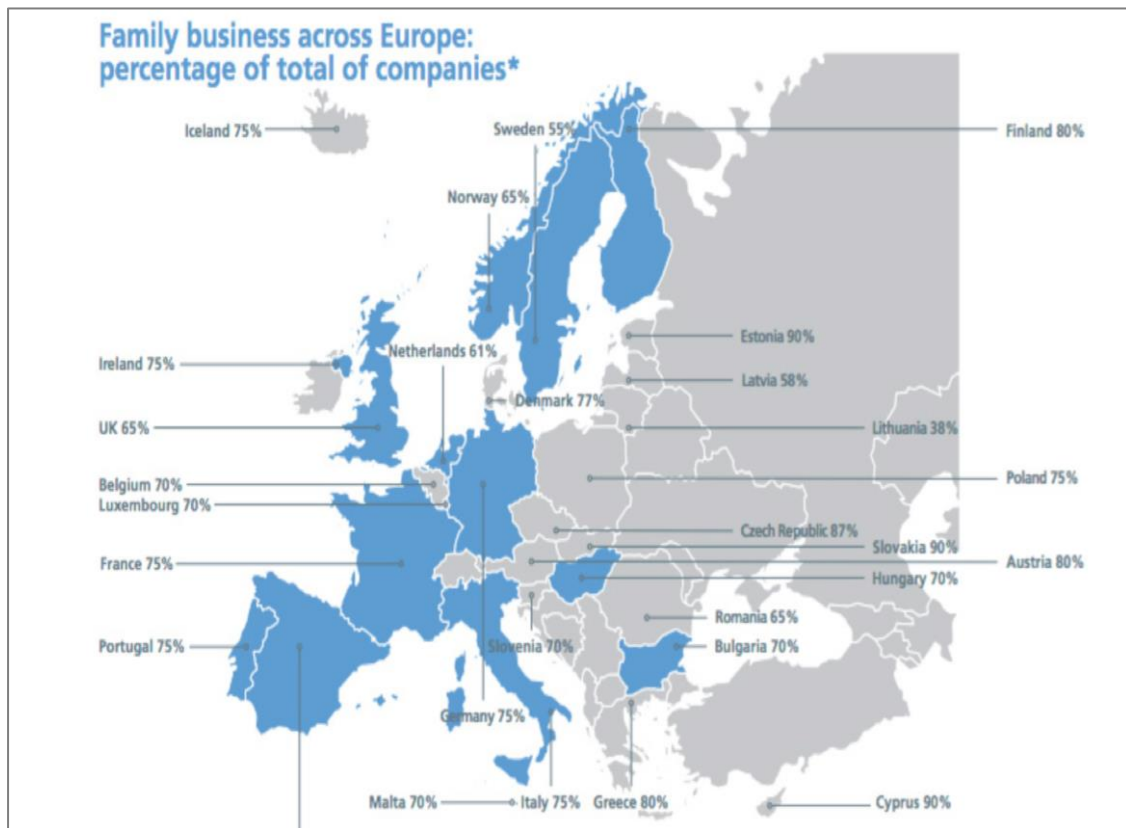 Family business across Europe:
percentage of total of companies*
Iceland 75%
Sweden 55%
Finland 80%
Norway 65%
Estonia 90%
Netherlands 61%
Ireland 75%
Latvia 58%
Denmark 77%
UK 65%
Lithuania 38%
Poland 75%
Belgium 70%
Luxembourg 70%
Czech Republic 87%
Slovakia 90%
France 75%
Austria 80%
Hungary 70%
Romania 65%
Portugal 75%
Slovenia 70%
Bulgaria 70%
Germany 75%
Malta 70%
Italy 75%
Greece 80%
Cyprus 90%